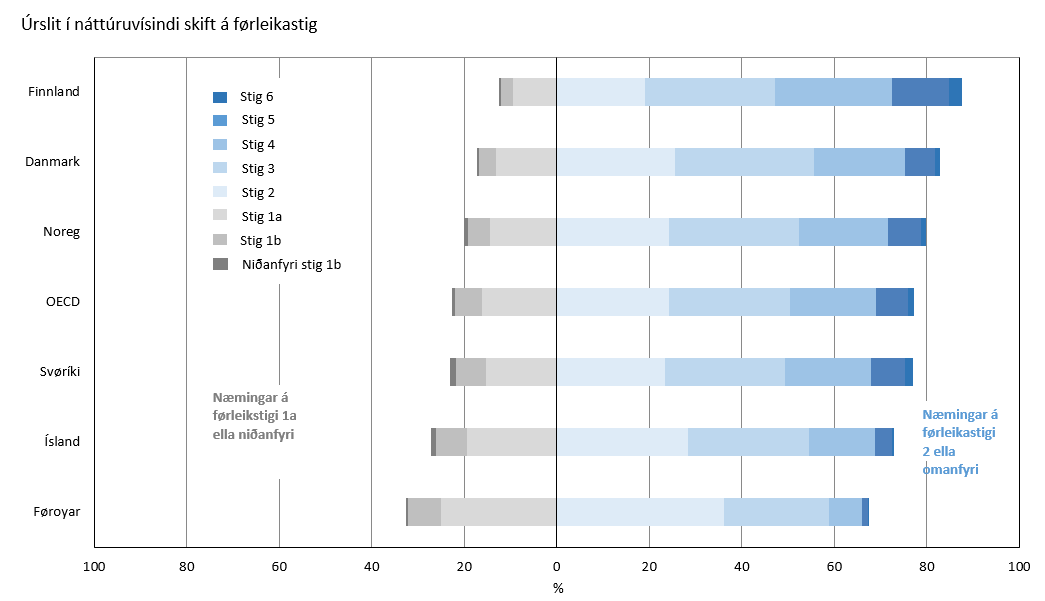 Úrslit í náttúruvísindi skift á førleikastig
Finnland
Danmark
Noreg
OECD
Svøríki
Ísland
Føroyar
Stig 6
Stig 5
Stig 4
Stig 3
Stig 2
Stig 1a
Stig 1b
Niðanfyri stig 1b
Næmingar á
førleikstigi 1a
ella niðanfyri
Næmingar á
førleikastigi
2 ella
omanfyri
100 80 60 40 20 0 20 40 60 80 100
%